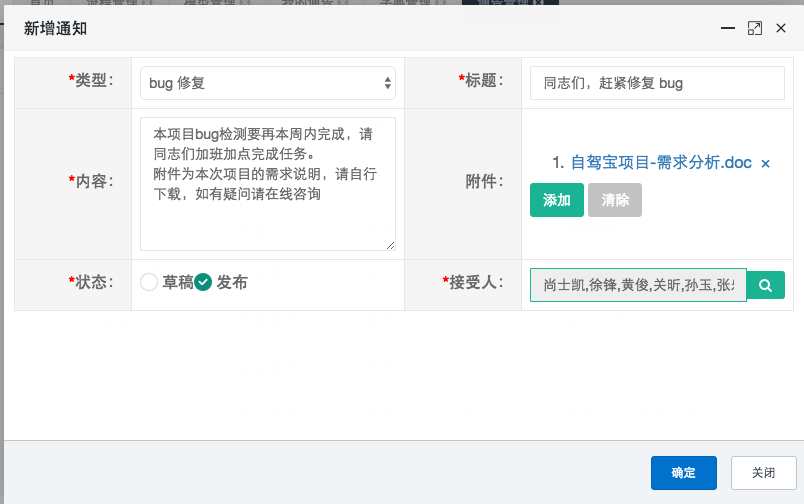 新增通知
*类型：
bug 修复
*标题：
同志们，赶紧修复 bug
*内容：
本项目bug检测要再本周内完成，请
同志们加班加点完成任务。
附件为本次项目的需求说明，请自行
下载，如有疑问请在线咨询
附件：
1. 自驾宝项目-需求分析.doc ×
添加 清除
*状态：
草稿 发布
*接受人：
尚士凯,徐锋,黄俊,关昕,孙玉,张
确定 关闭